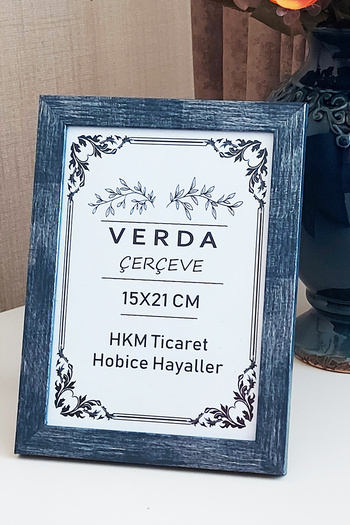 VERDA
ÇERÇEVE
15X21 CM
HKM Ticaret
Hobice Hayaller